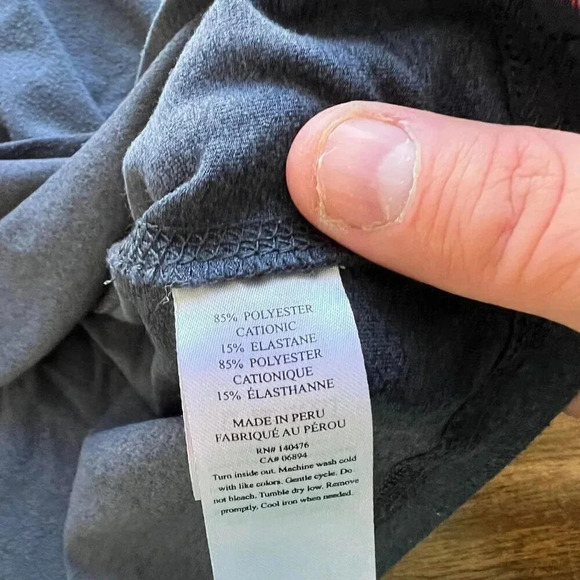 85% POLYESTER
CATIONIC
15% ELASTANE
85% POLYESTER
CATIONIQUE
15% ÉLASTHANNE
MADE IN PERU
FABRIQUÉ AU PÉROU
RN# 140476
CA# 06894
Turn inside out. Machine wash cold
with like colors. Gentle cycle. Do
not bleach. Tumble dry low. Remove
promptly. Cool iron when needed.